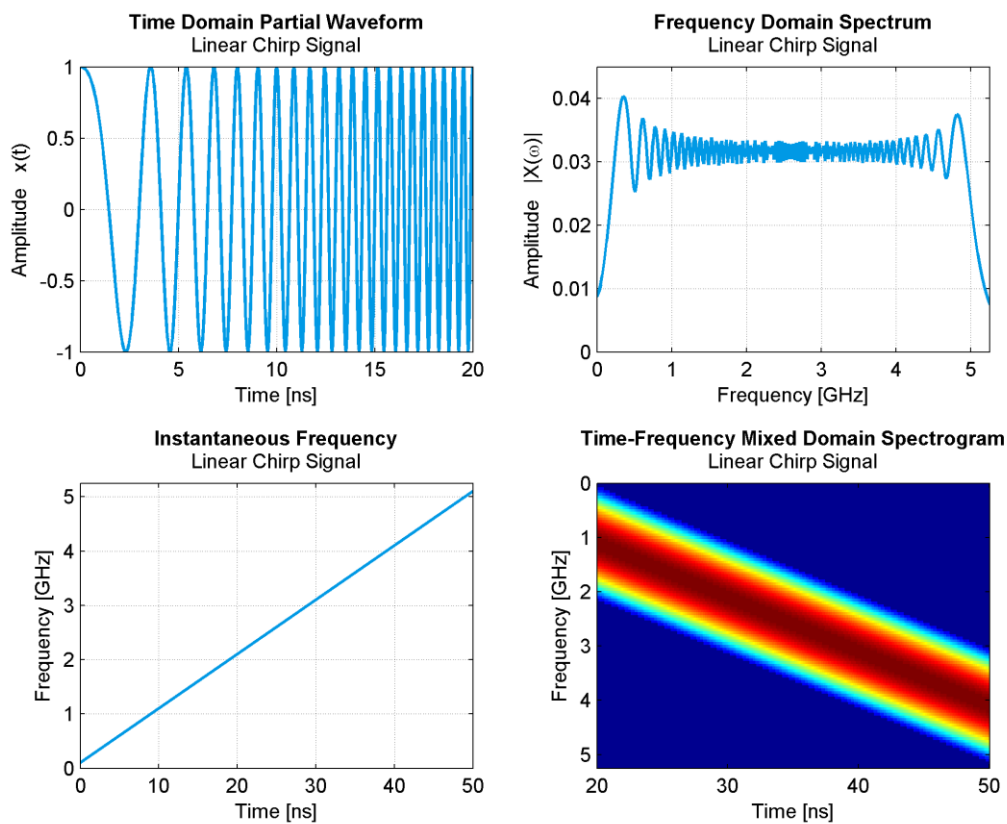 Time Domain Partial Waveform
Linear Chirp Signal
Amplitude x(t)
1
0.5
0
-0.5
-1
0 5 10 15 20
Time [ns]
Frequency Domain Spectrum
Linear Chirp Signal
Amplitude |X(ω)|
0.04
0.03
0.02
0.01
0
0 1 2 3 4 5
Frequency [GHz]
Instantaneous Frequency
Linear Chirp Signal
Frequency [GHz]
5
4
3
2
1
0
0 10 20 30 40 50
Time [ns]
Time-Frequency Mixed Domain Spectrogram
Linear Chirp Signal
Frequency [GHz]
0
1
2
3
4
5
20 30 40 50
Time [ns]